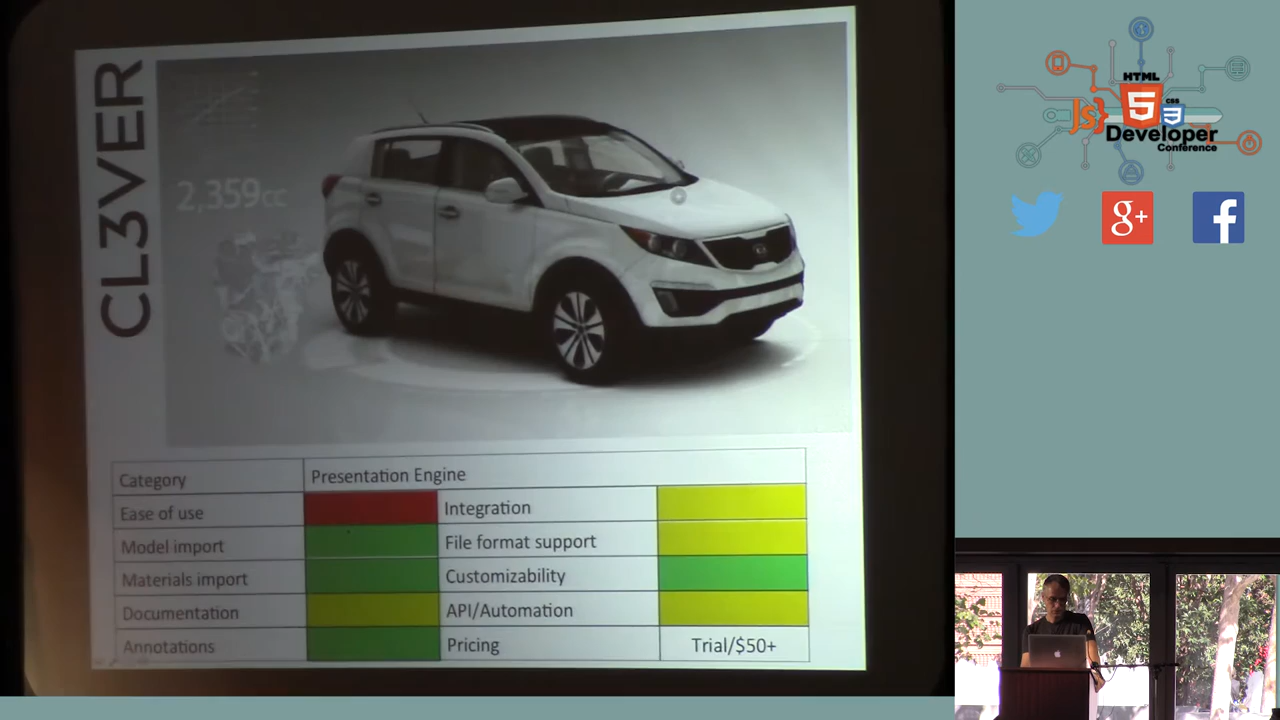 CL3VER
2,359cc
Category Presentation Engine
Ease of use Integration
Model import File format support
Materials import Customizability
Documentation API/Automation
Annotations Pricing Trial/$50+
HTML
5
CSS
3
JS}
Developer
Conference
g+
f